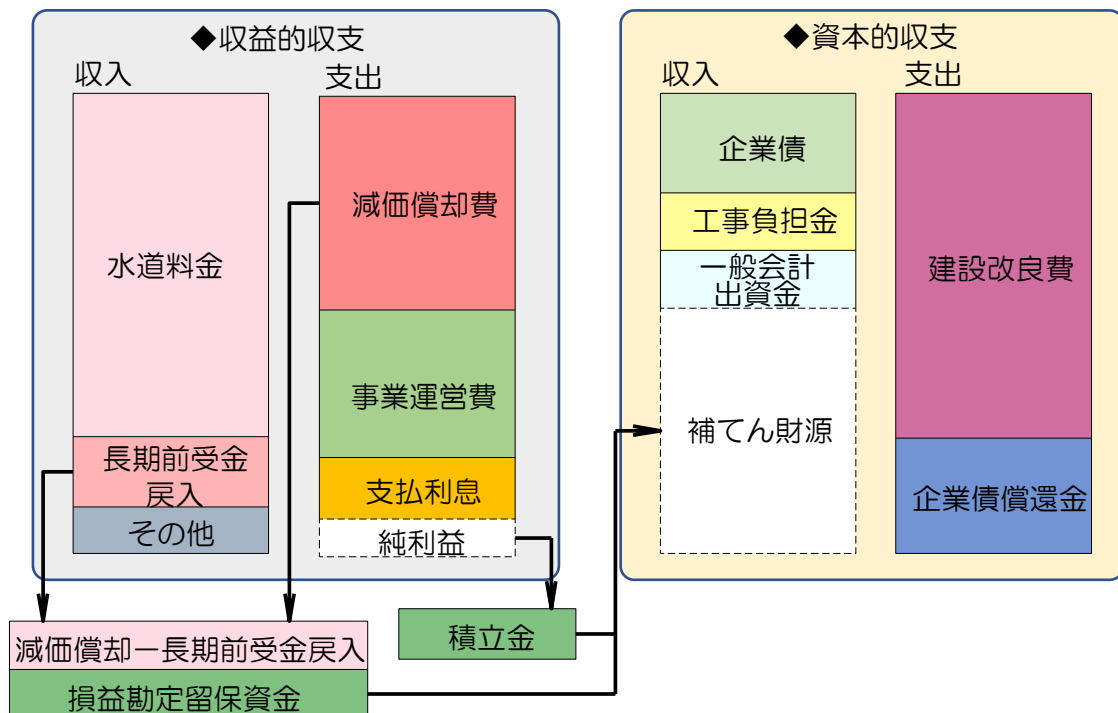 ◆収益的収支
収入
支出
水道料金
長期前受金
戻入
その他
減価償却費
事業運営費
支払利息
純利益
◆資本的収支
収入
支出
企業債
工事負担金
一般会計
出資金
補てん財源
建設改良費
企業債償還金
減価償却ー長期前受金戻入
損益勘定留保資金
積立金